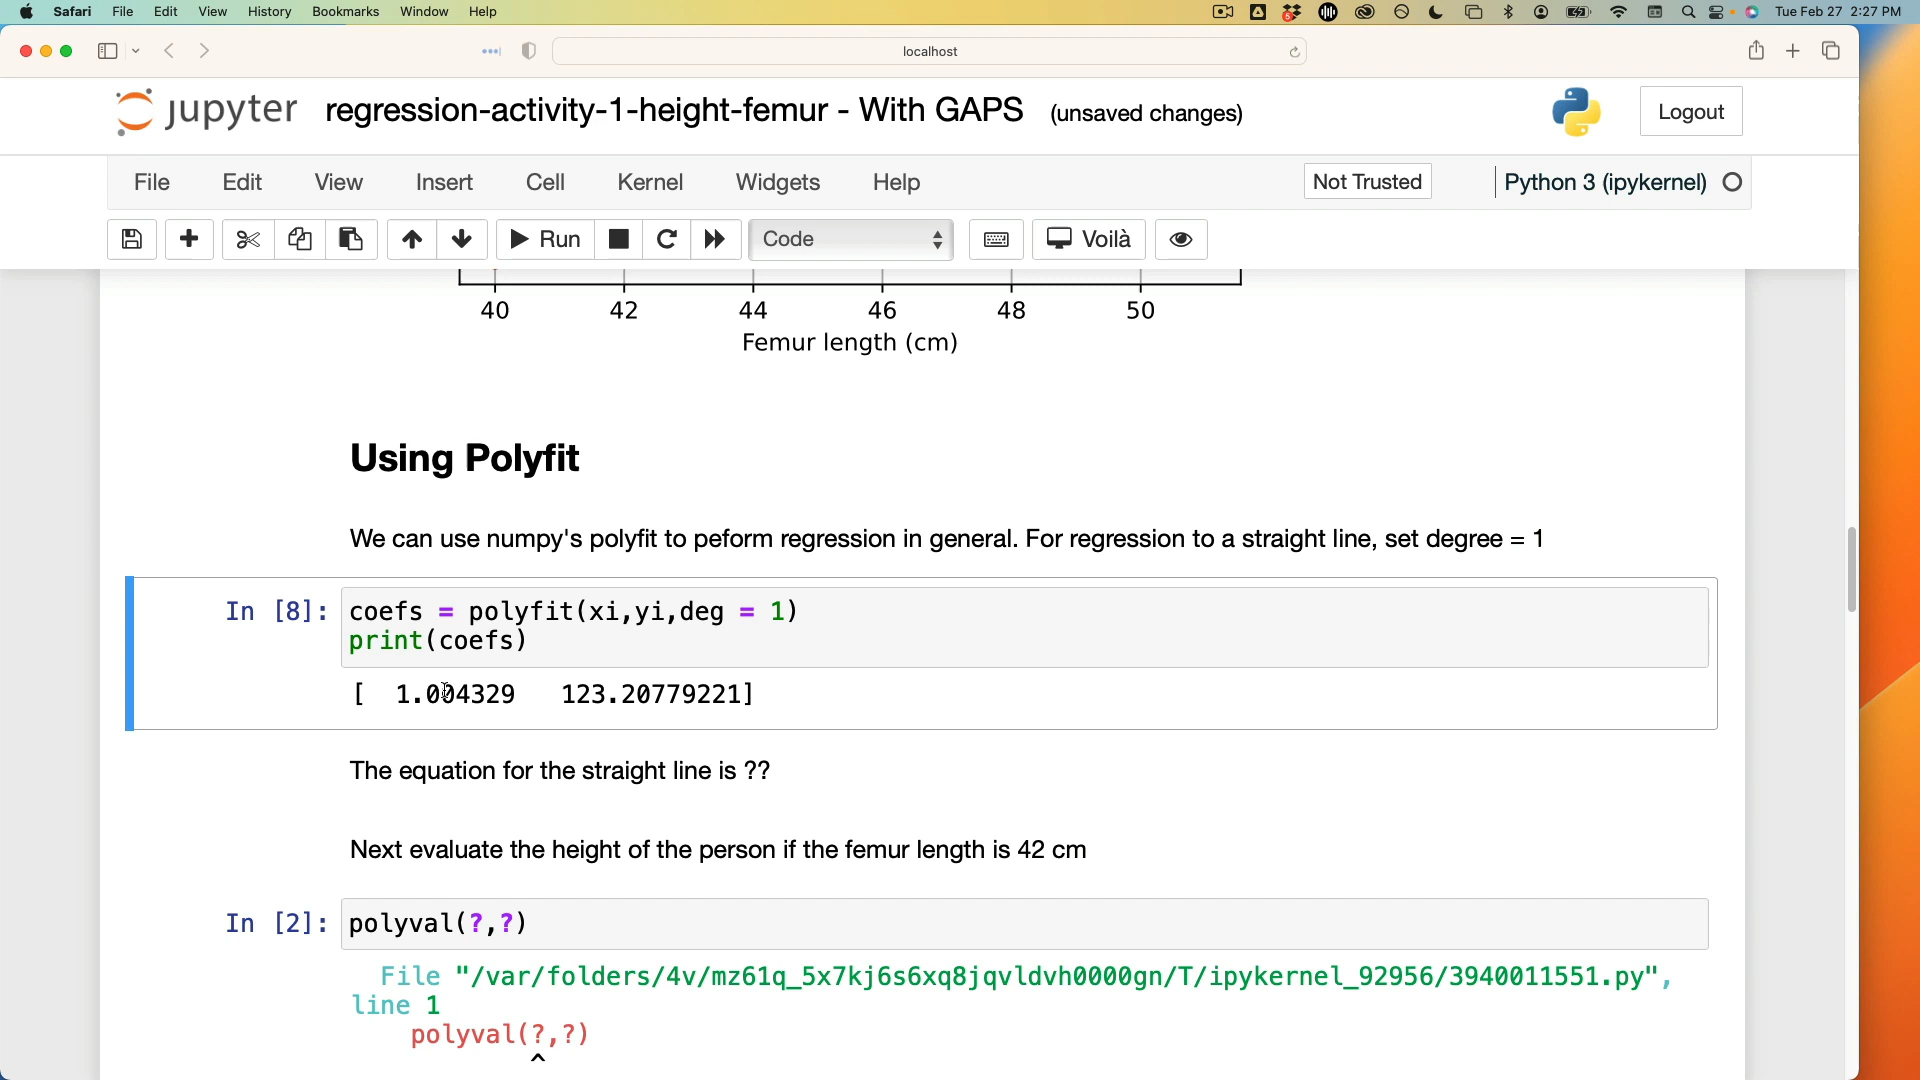 Safari File Edit View History Bookmarks Window Help Tue Feb 27 2:27 PM
localhost
jupyter regression-activity-1-height-femur - With GAPS (unsaved changes) Logout
File Edit View Insert Cell Kernel Widgets Help Not Trusted Python 3 (ipykernel)
Run Code Voilà
40 42 44 46 48 50
Femur length (cm)
Using Polyfit
We can use numpy's polyfit to peform regression in general. For regression to a straight line, set degree = 1
In [8]: coefs = polyfit(xi,yi,deg = 1)
print(coefs)
[ 1.004329 123.20779221]
The equation for the straight line is ??
Next evaluate the height of the person if the femur length is 42 cm
In [2]: polyval(?,?)
File "/var/folders/4v/mz61q_5x7kj6s6xq8jqvldvh0000gn/T/ipykernel_92956/3940011551.py",
line 1
polyval(?,?)
^